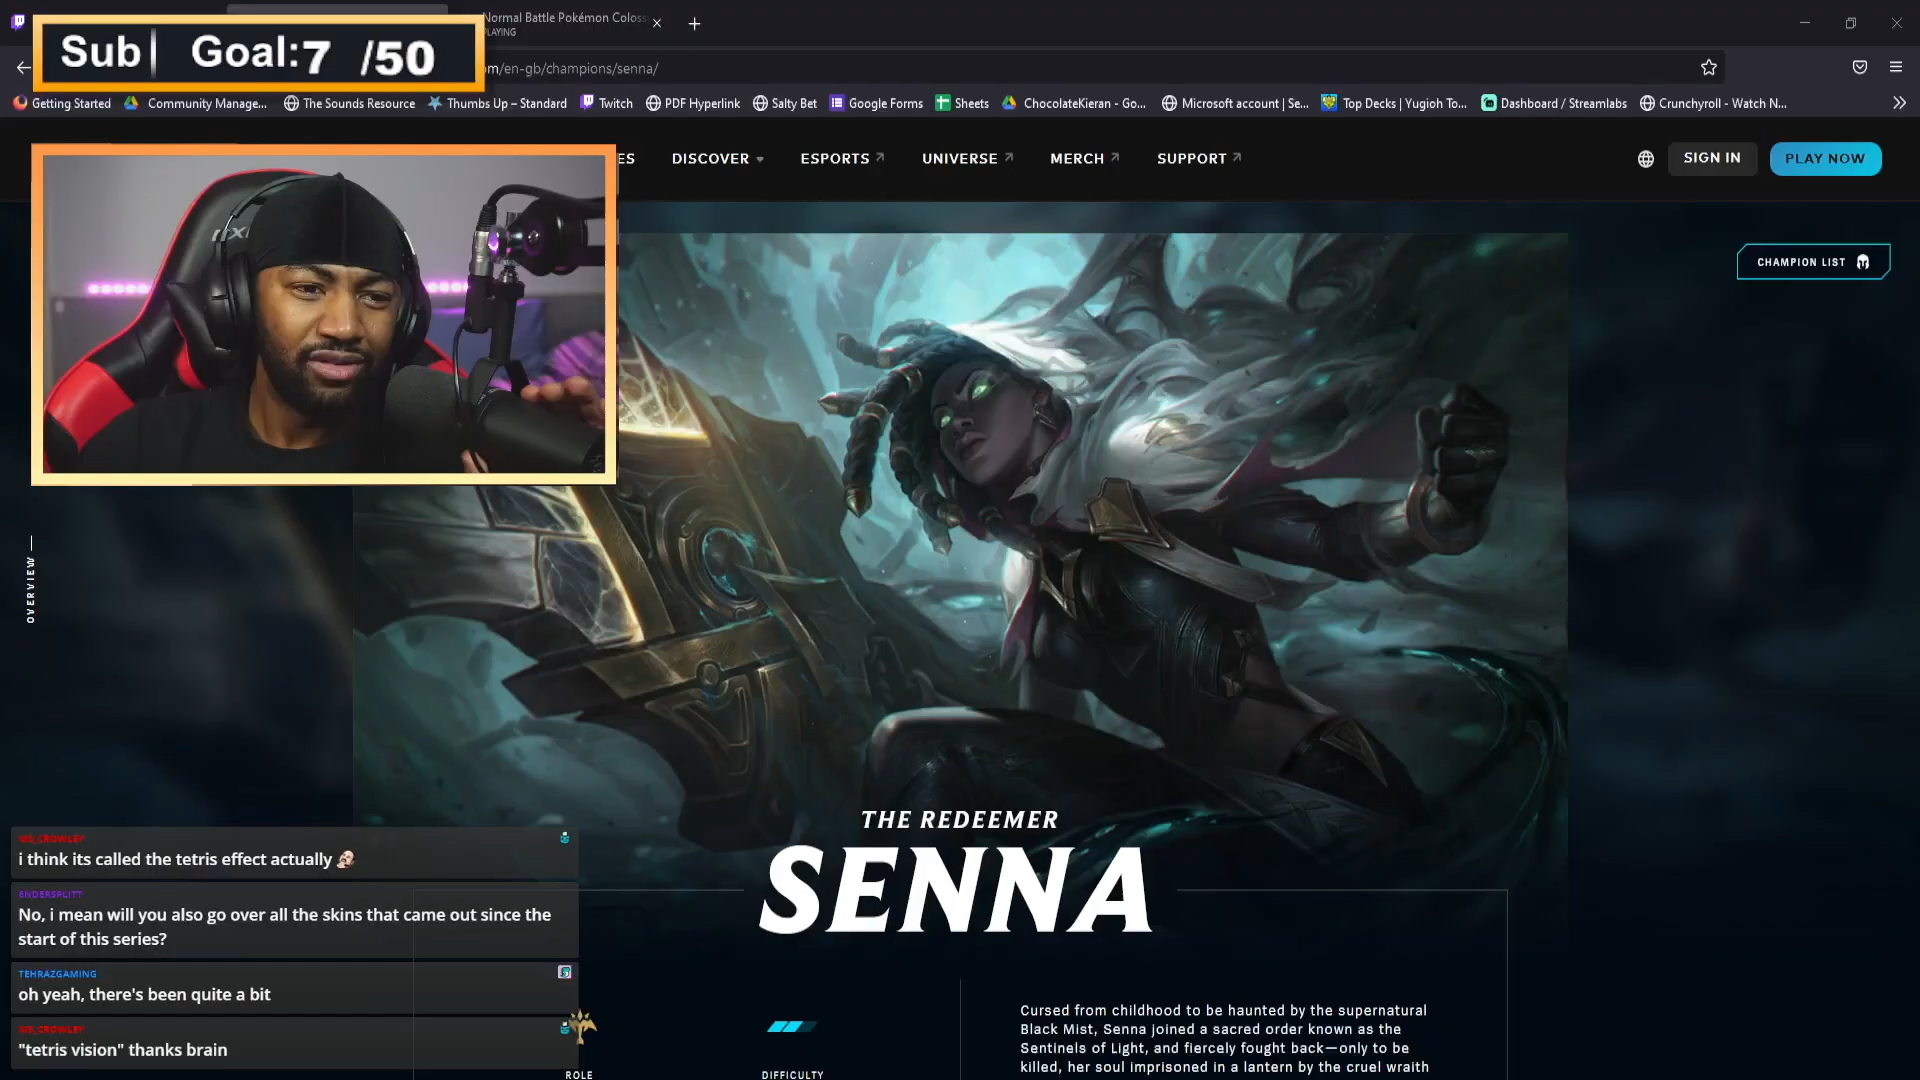 Normal Battle Pokémon Coloss
PLAYING
Sub | Goal:7 /50
om/en-gb/champions/senna/
Getting Started
Community Manage...
The Sounds Resource
Thumbs Up – Standard
Twitch
PDF Hyperlink
Salty Bet
Google Forms
Sheets
ChocolateKieran - Go...
Microsoft account | Se...
Top Decks | Yugioh To...
Dashboard / Streamlabs
Crunchyroll - Watch N...
ES
DISCOVER
ESPORTS
UNIVERSE
MERCH
SUPPORT
SIGN IN
PLAY NOW
CHAMPION LIST
OVERVIEW
THE REDEEMER
SENNA
i think its called the tetris effect actually
ENDERSPLITT
No, i mean will you also go over all the skins that came out since the
start of this series?
TEHRAZGAMING
oh yeah, there's been quite a bit
"tetris vision" thanks brain
ROLE
DIFFICULTY
Cursed from childhood to be haunted by the supernatural
Black Mist, Senna joined a sacred order known as the
Sentinels of Light, and fiercely fought back—only to be
killed, her soul imprisoned in a lantern by the cruel wraith